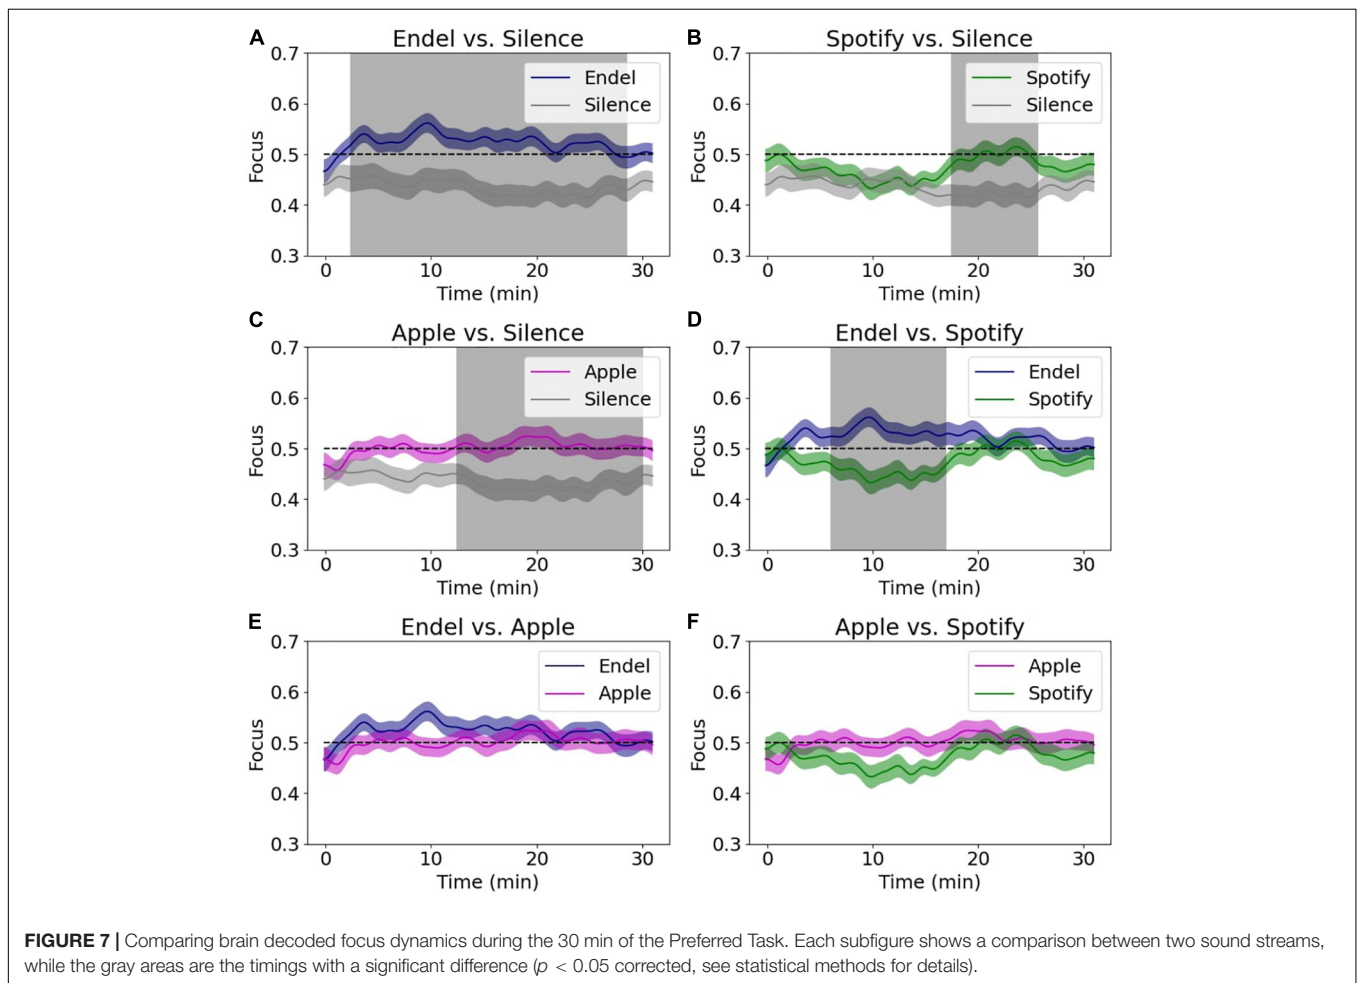 A
Endel vs. Silence
0.7
0.6
0.5
0.4
0.3
Focus
Endel
Silence
0 10 20 30
Time (min)
B
Spotify vs. Silence
0.7
0.6
0.5
0.4
0.3
Focus
Spotify
Silence
0 10 20 30
Time (min)
C
Apple vs. Silence
0.7
0.6
0.5
0.4
0.3
Focus
Apple
Silence
0 10 20 30
Time (min)
D
Endel vs. Spotify
0.7
0.6
0.5
0.4
0.3
Focus
Endel
Spotify
0 10 20 30
Time (min)
E
Endel vs. Apple
0.7
0.6
0.5
0.4
0.3
Focus
Endel
Apple
0 10 20 30
Time (min)
F
Apple vs. Spotify
0.7
0.6
0.5
0.4
0.3
Focus
Apple
Spotify
0 10 20 30
Time (min)
FIGURE 7 | Comparing brain decoded focus dynamics during the 30 min of the Preferred Task. Each subfigure shows a comparison between two sound streams,
while the gray areas are the timings with a significant difference (p < 0.05 corrected, see statistical methods for details).